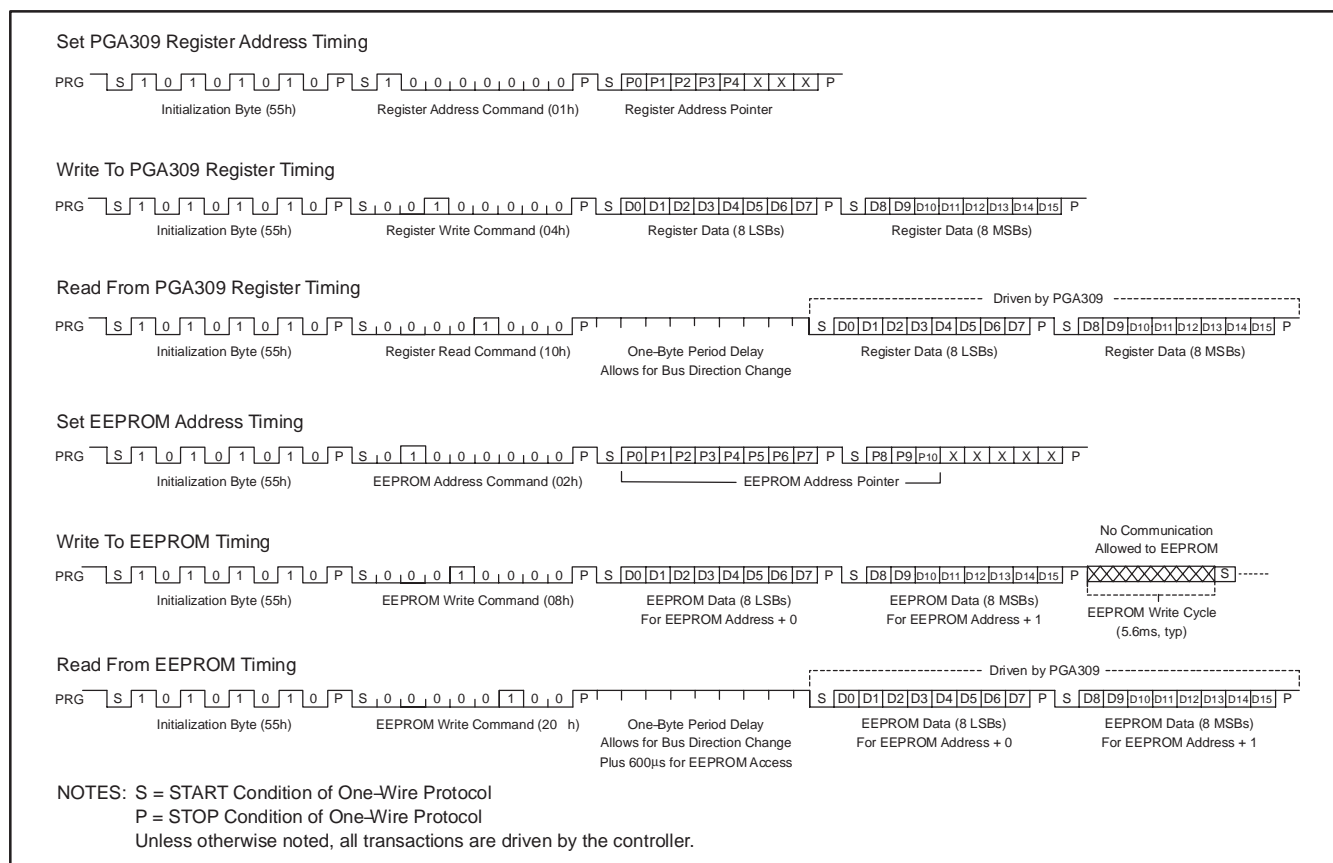 Set PGA309 Register Address Timing
PRG S 1 0 1 0 1 0 1 0 P S 1 0 0 0 0 0 0 0 P S P0 P1 P2 P3 P4 X X X P
Initialization Byte (55h) Register Address Command (01h) Register Address Pointer
Write To PGA309 Register Timing
PRG S 1 0 1 0 1 0 1 0 P S 0 0 1 0 0 0 0 0 P S D0 D1 D2 D3 D4 D5 D6 D7 P S D8 D9 D10 D11 D12 D13 D14 D15 P
Initialization Byte (55h) Register Write Command (04h) Register Data (8 LSBs) Register Data (8 MSBs)
Read From PGA309 Register Timing
Driven by PGA309
PRG S 1 0 1 0 1 0 1 0 P S 0 0 0 0 1 0 0 0 P S D0 D1 D2 D3 D4 D5 D6 D7 P S D8 D9 D10 D11 D12 D13 D14 D15 P
Initialization Byte (55h) Register Read Command (10h) One–Byte Period Delay Register Data (8 LSBs) Register Data (8 MSBs)
Allows for Bus Direction Change
Set EEPROM Address Timing
PRG S 1 0 1 0 1 0 1 0 P S 0 1 0 0 0 0 0 0 P S P0 P1 P2 P3 P4 P5 P6 P7 P S P8 P9 P10 X X X X X P
Initialization Byte (55h) EEPROM Address Command (02h) EEPROM Address Pointer
No Communication
Write To EEPROM Timing Allowed to EEPROM
PRG S 1 0 1 0 1 0 1 0 P S 0 0 0 1 0 0 0 0 P S D0 D1 D2 D3 D4 D5 D6 D7 P S D8 D9 D10 D11 D12 D13 D14 D15 P S
Initialization Byte (55h) EEPROM Write Command (08h) EEPROM Data (8 LSBs) EEPROM Data (8 MSBs) EEPROM Write Cycle
For EEPROM Address + 0 For EEPROM Address + 1 (5.6ms, typ)
Read From EEPROM Timing
Driven by PGA309
PRG S 1 0 1 0 1 0 1 0 P S 0 0 0 0 0 1 0 0 P S D0 D1 D2 D3 D4 D5 D6 D7 P S D8 D9 D10 D11 D12 D13 D14 D15 P
Initialization Byte (55h) EEPROM Write Command (20 h) One–Byte Period Delay EEPROM Data (8 LSBs) EEPROM Data (8 MSBs)
Allows for Bus Direction Change For EEPROM Address + 0 For EEPROM Address + 1
Plus 600µs for EEPROM Access
NOTES: S = START Condition of One–Wire Protocol
P = STOP Condition of One–Wire Protocol
Unless otherwise noted, all transactions are driven by the controller.